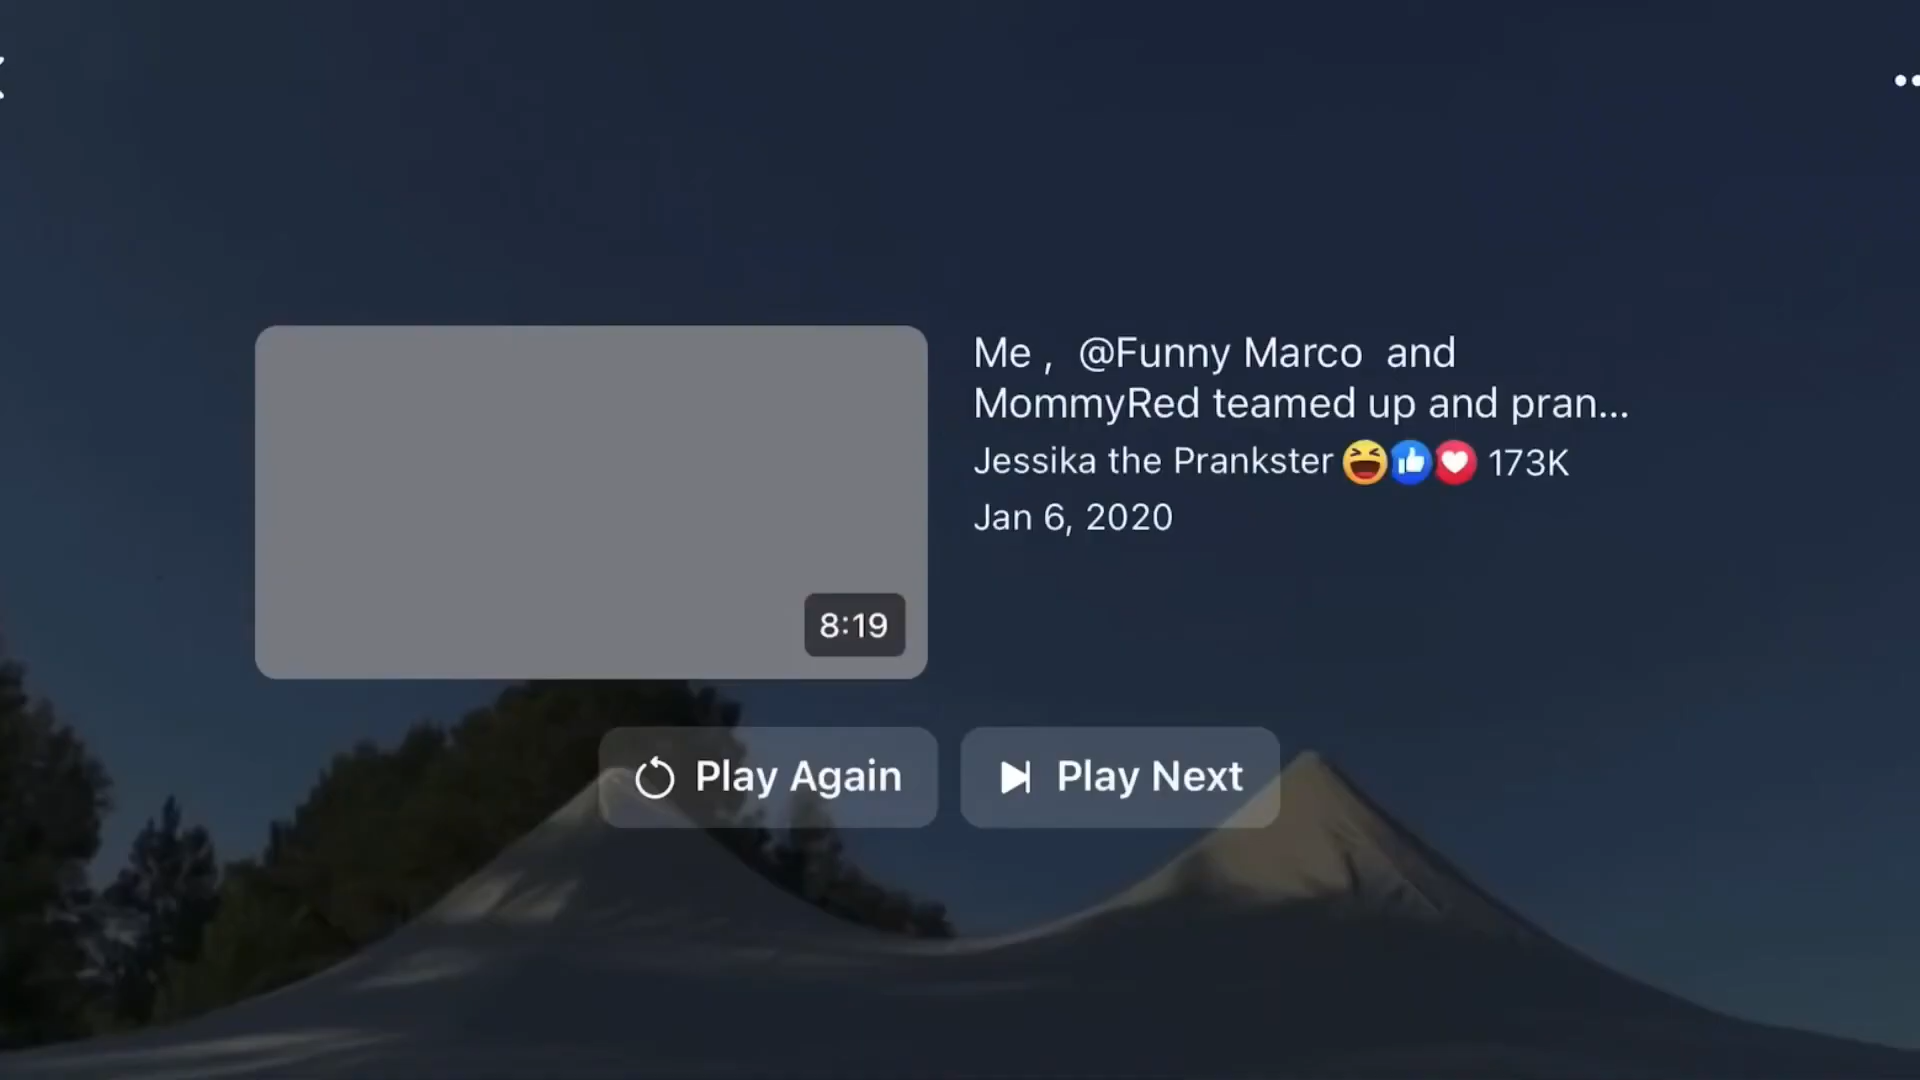 Me ,  @Funny Marco  and
MommyRed teamed up and pran...
Jessika the Prankster 😆👍❤️ 173K
Jan 6, 2020
8:19
Play Again
Play Next